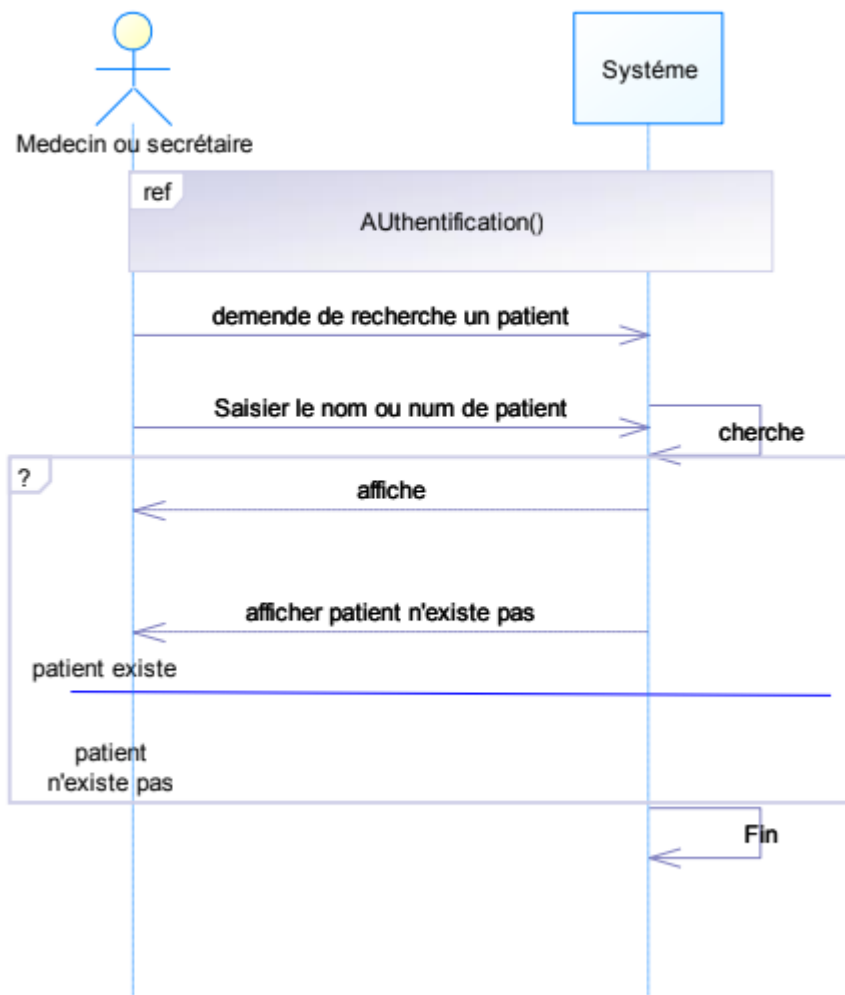 Systéme
Medecin ou secrétaire
ref
AUthentification()
demende de recherche un patient
Saisier le nom ou num de patient
cherche
?
affiche
afficher patient n'existe pas
patient existe
patient
n'existe pas
Fin